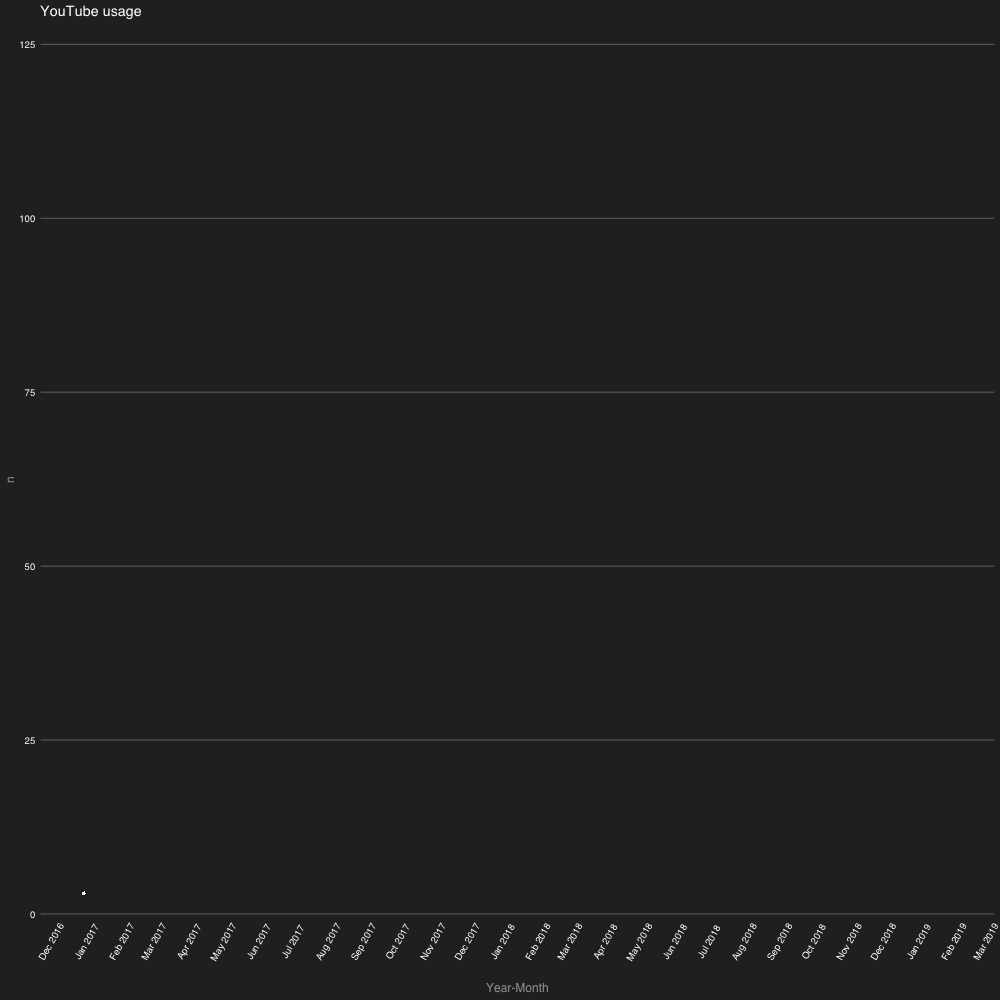 YouTube usage
125
100
75
50
25
0
n
Dec 2016
Jan 2017
Feb 2017
Mar 2017
Apr 2017
May 2017
Jun 2017
Jul 2017
Aug 2017
Sep 2017
Oct 2017
Nov 2017
Dec 2017
Jan 2018
Feb 2018
Mar 2018
Apr 2018
May 2018
Jun 2018
Jul 2018
Aug 2018
Sep 2018
Oct 2018
Nov 2018
Dec 2018
Jan 2019
Feb 2019
Mar 2019
Year-Month